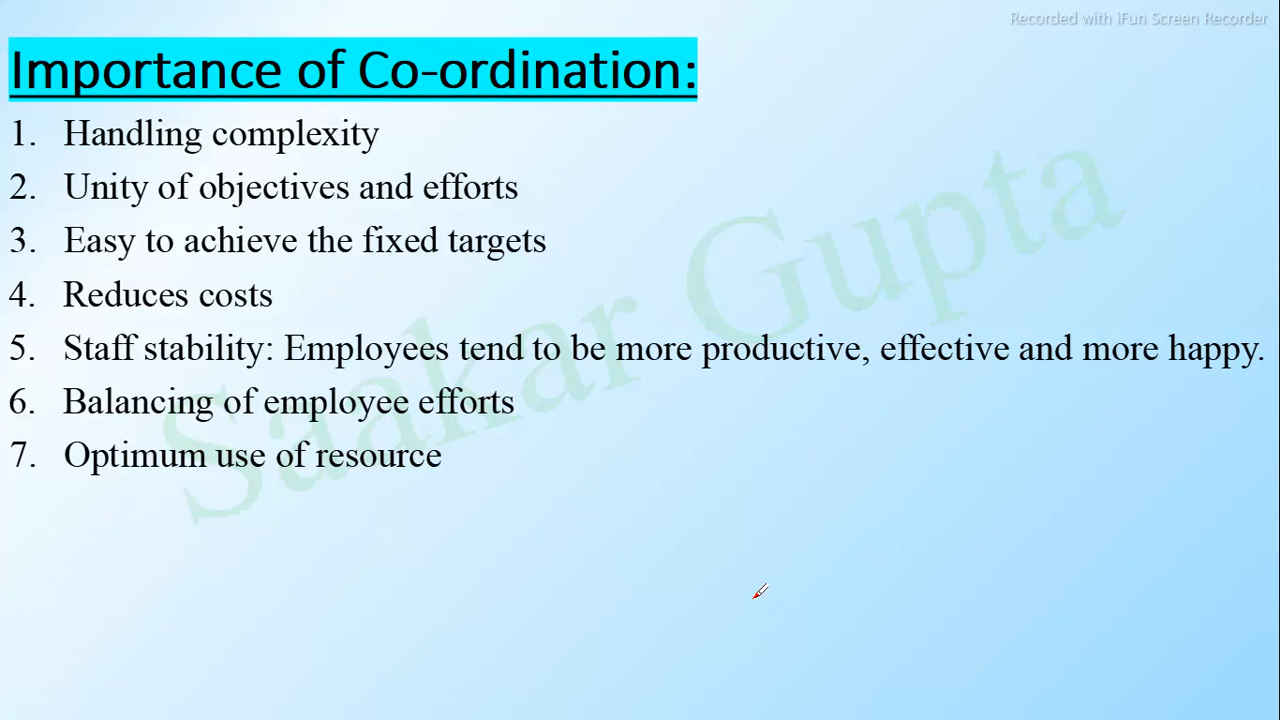 Recorded with iFun Screen Recorder
Importance of Co-ordination:
1. Handling complexity
2. Unity of objectives and efforts
3. Easy to achieve the fixed targets
4. Reduces costs
5. Staff stability: Employees tend to be more productive, effective and more happy.
6. Balancing of employee efforts
7. Optimum use of resource
Saakar Gupta